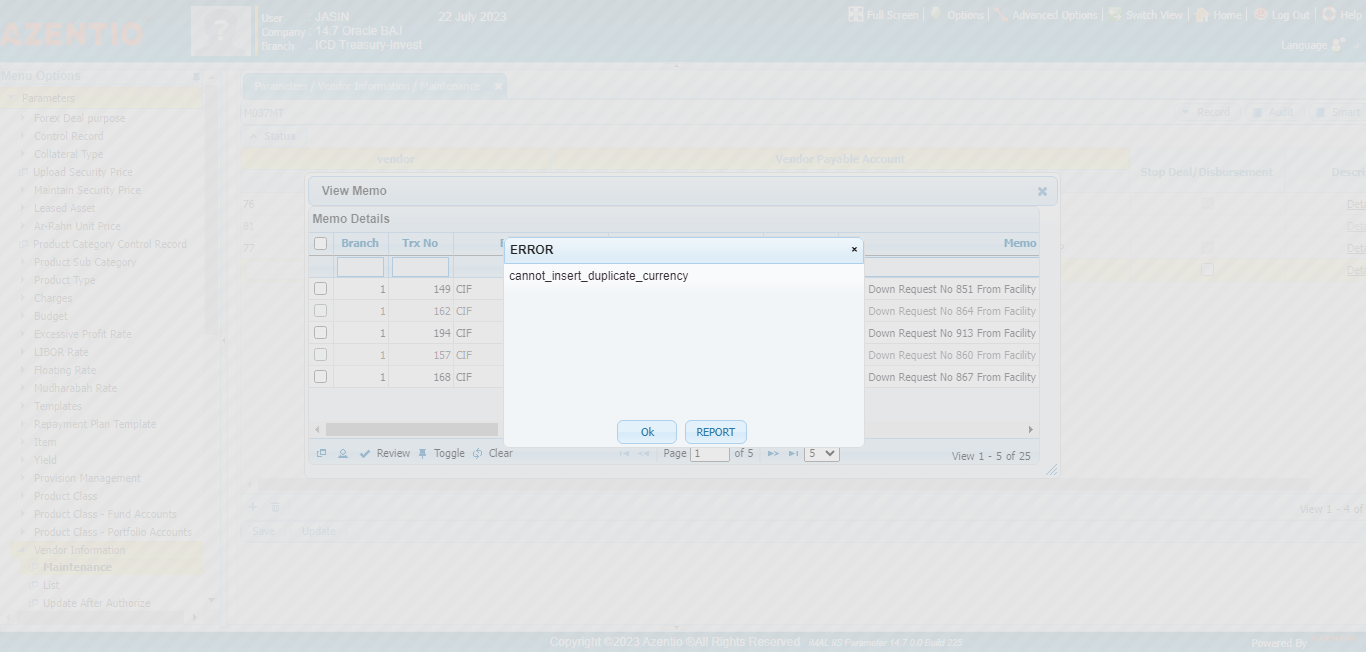 AZENTIO
?
User JASIN 22 July 2023
Company 14.7 Oracle BAJ
Branch ICD Treasury-Invest
Full Screen | Options | Advanced Options | Switch View | Home | Log Out | Help
Language
Menu Options
Parameters
Forex Deal purpose
Control Record
Collateral Type
Upload Security Price
Maintain Security Price
Leased Asset
Ar-Rahn Unit Price
Product Category Control Record
Product Sub Category
Product Type
Charges
Budget
Excessive Profit Rate
LIBOR Rate
Floating Rate
Mudharabah Rate
Templates
Repayment Plan Template
Item
Yield
Provision Management
Product Class
Product Class - Fund Accounts
Product Class - Portfolio Accounts
Vendor Information
Maintenance
List
Update After Authorize
Parameters / Vendor Information / Maintenance
M037MT
Record
Status
vendor Vendor Payable Account
Stop Deal/Disbursement
76
81
77
View Memo
Memo Details
Branch Trx No Memo
1 149 CIF Down Request No 851 From Facility
1 162 CIF Down Request No 864 From Facility
1 194 CIF Down Request No 913 From Facility
1 157 CIF Down Request No 860 From Facility
1 168 CIF Down Request No 867 From Facility
Review Toggle Clear Page 1 of 5 5 View 1 - 5 of 25
ERROR
cannot_insert_duplicate_currency
Ok REPORT
View 1 - 4 of
Save Update
Copyright ©2023 Azentio ® All Rights Reserved
Powered By